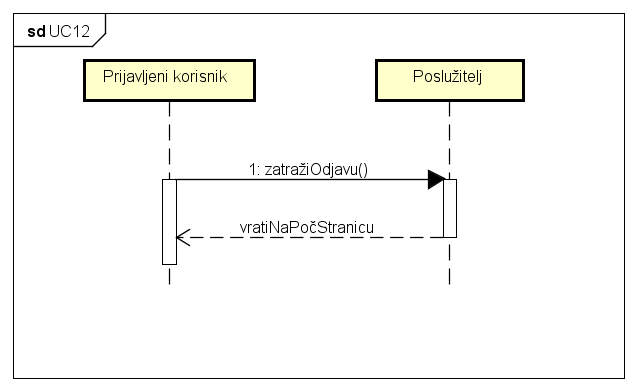 sd UC12
Prijavljeni korisnik
Poslužitelj
1: zatražiOdjavu()
vratiNaPočStranicu